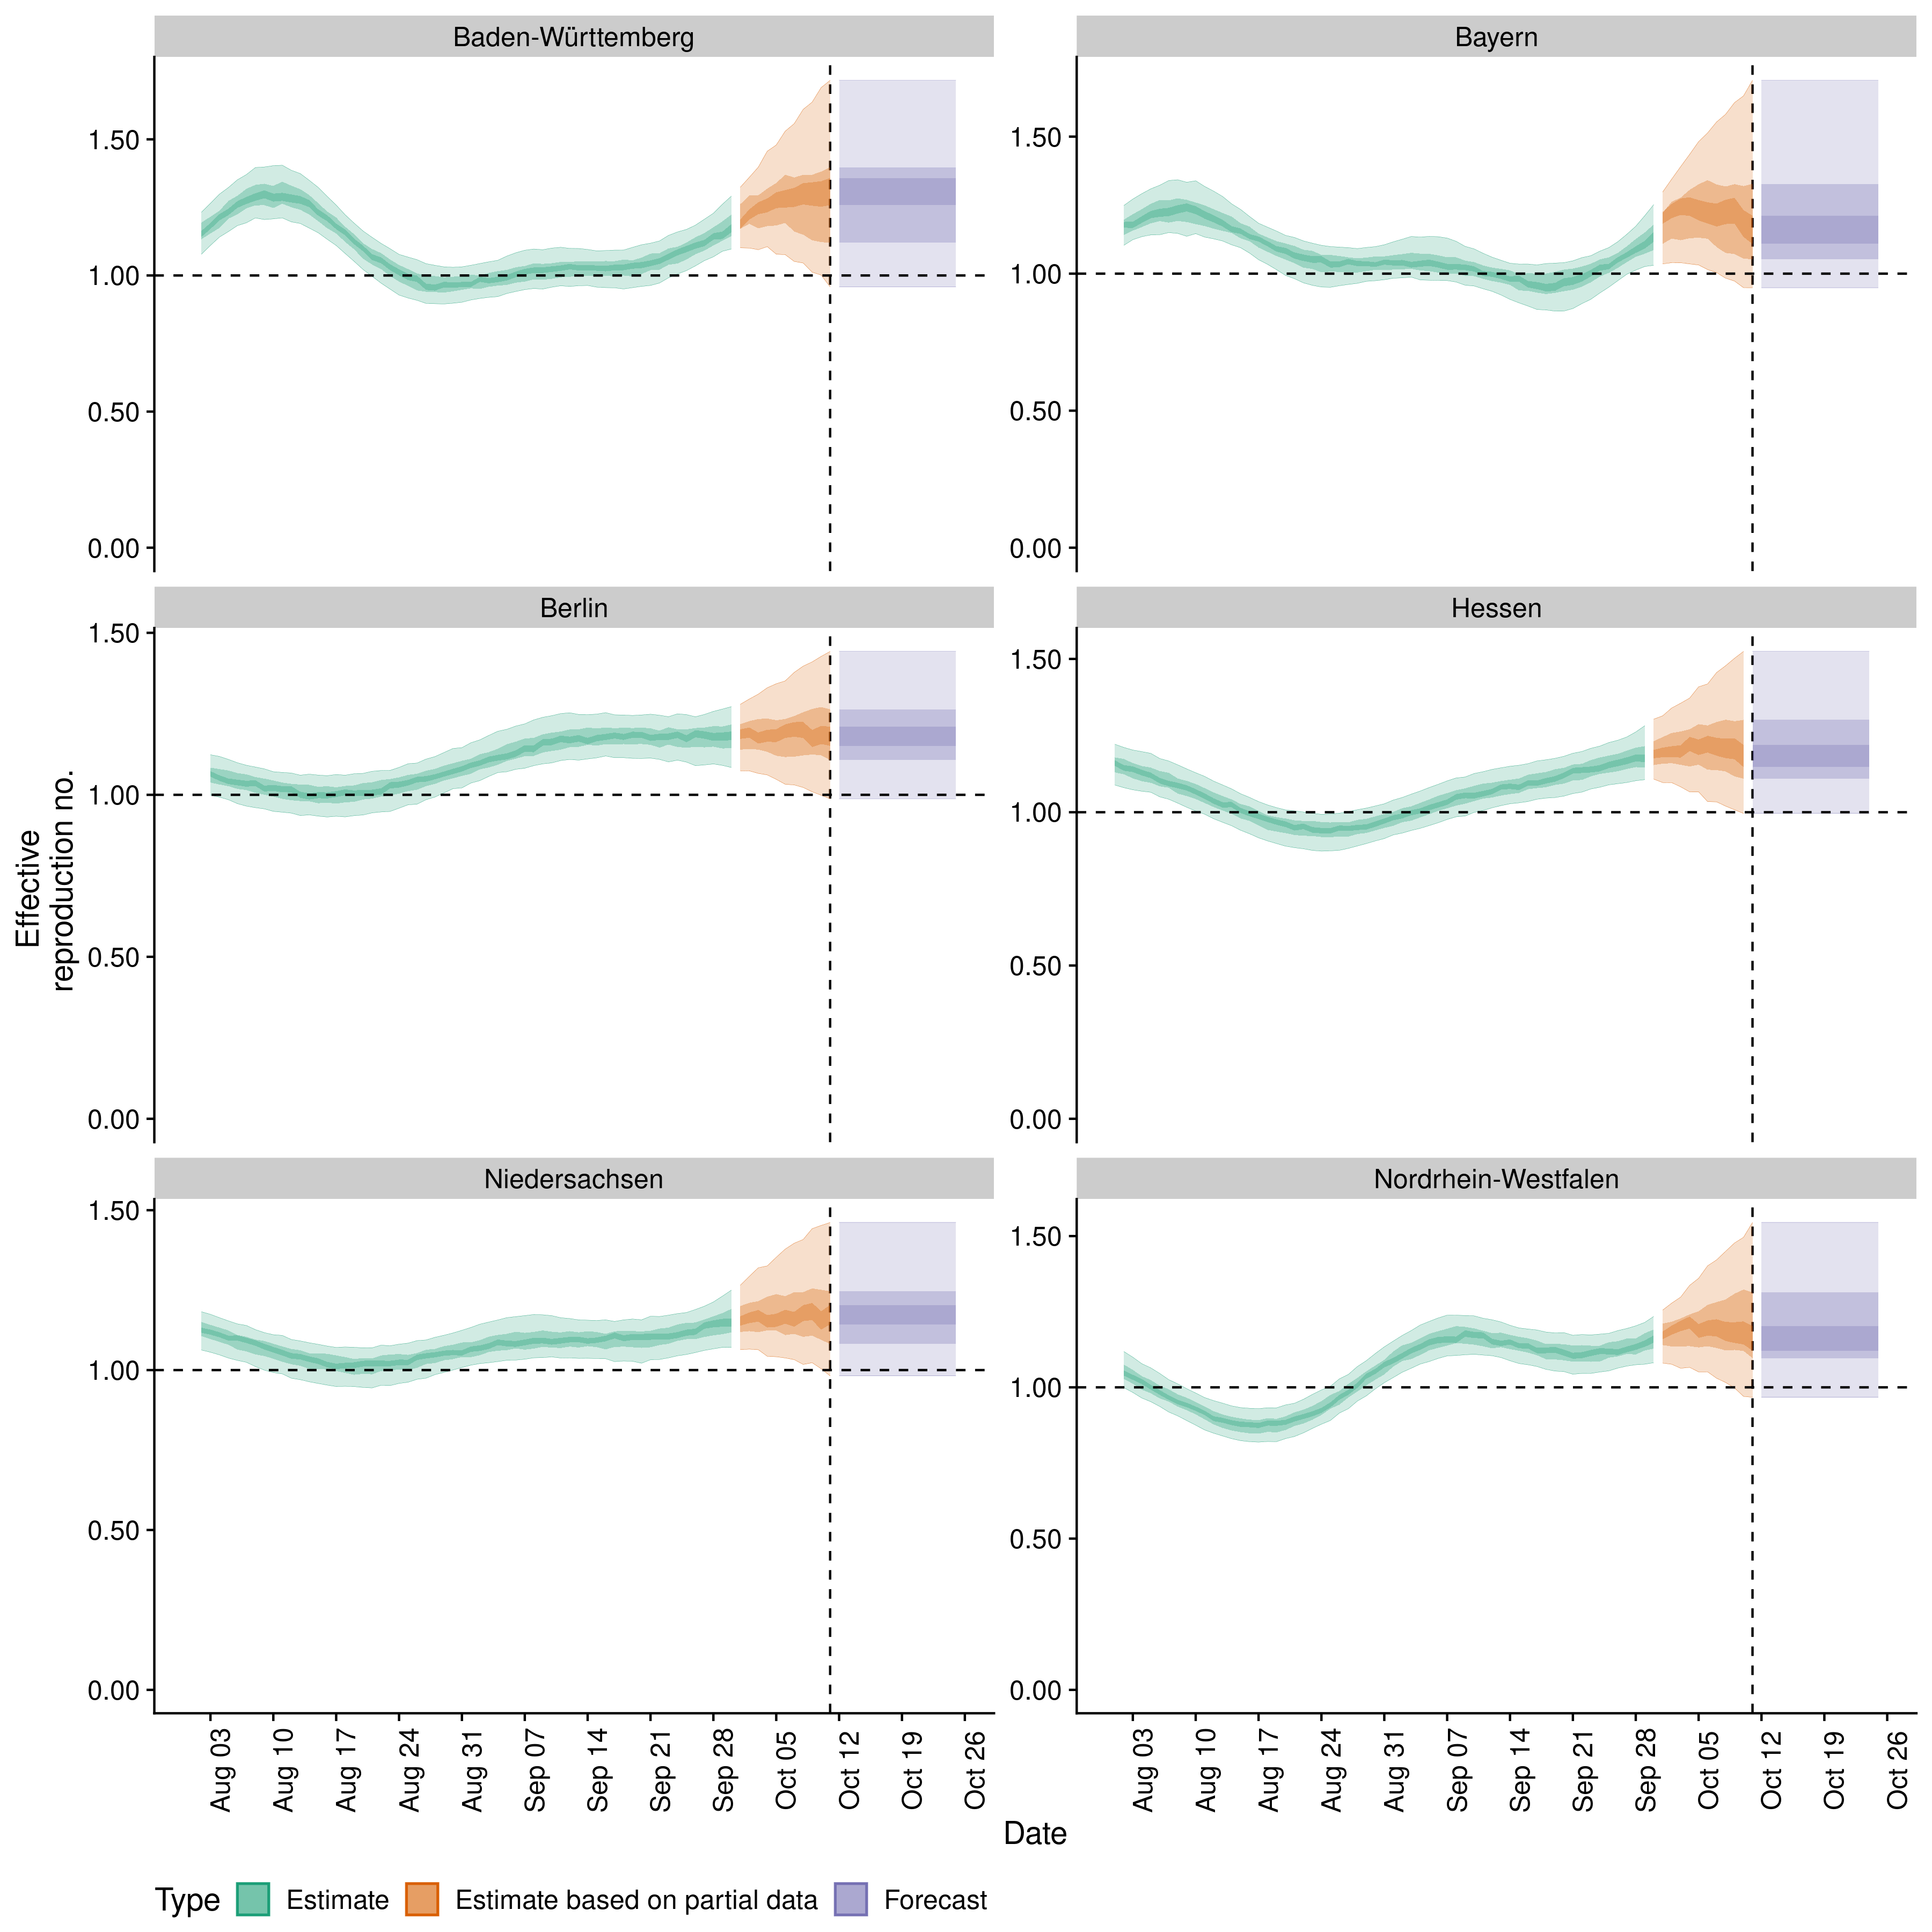 Baden-Württemberg
Bayern
1.50
1.00
0.50
0.00
1.50
1.00
0.50
0.00
Berlin
Hessen
1.50
1.00
0.50
0.00
1.50
1.00
0.50
0.00
Effective
reproduction no.
Niedersachsen
Nordrhein-Westfalen
1.50
1.00
0.50
0.00
1.50
1.00
0.50
0.00
Aug 03
Aug 10
Aug 17
Aug 24
Aug 31
Sep 07
Sep 14
Sep 21
Sep 28
Oct 05
Oct 12
Oct 19
Oct 26
Aug 03
Aug 10
Aug 17
Aug 24
Aug 31
Sep 07
Sep 14
Sep 21
Sep 28
Oct 05
Oct 12
Oct 19
Oct 26
Date
Type Estimate Estimate based on partial data Forecast